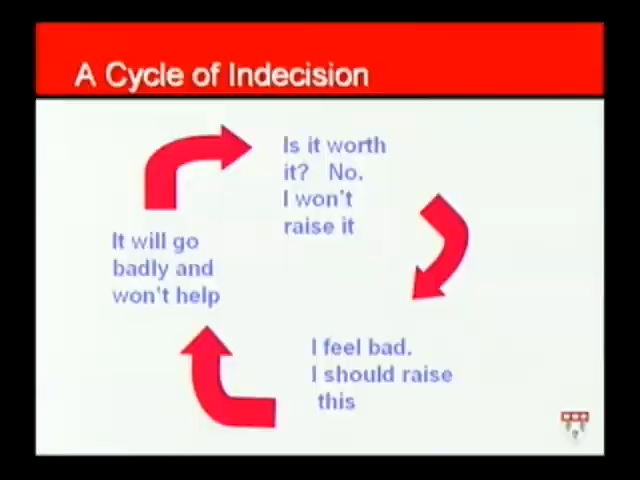 A Cycle of Indecision
Is it worth
it? No.
I won't
raise it
It will go
badly and
won't help
I feel bad.
I should raise
this